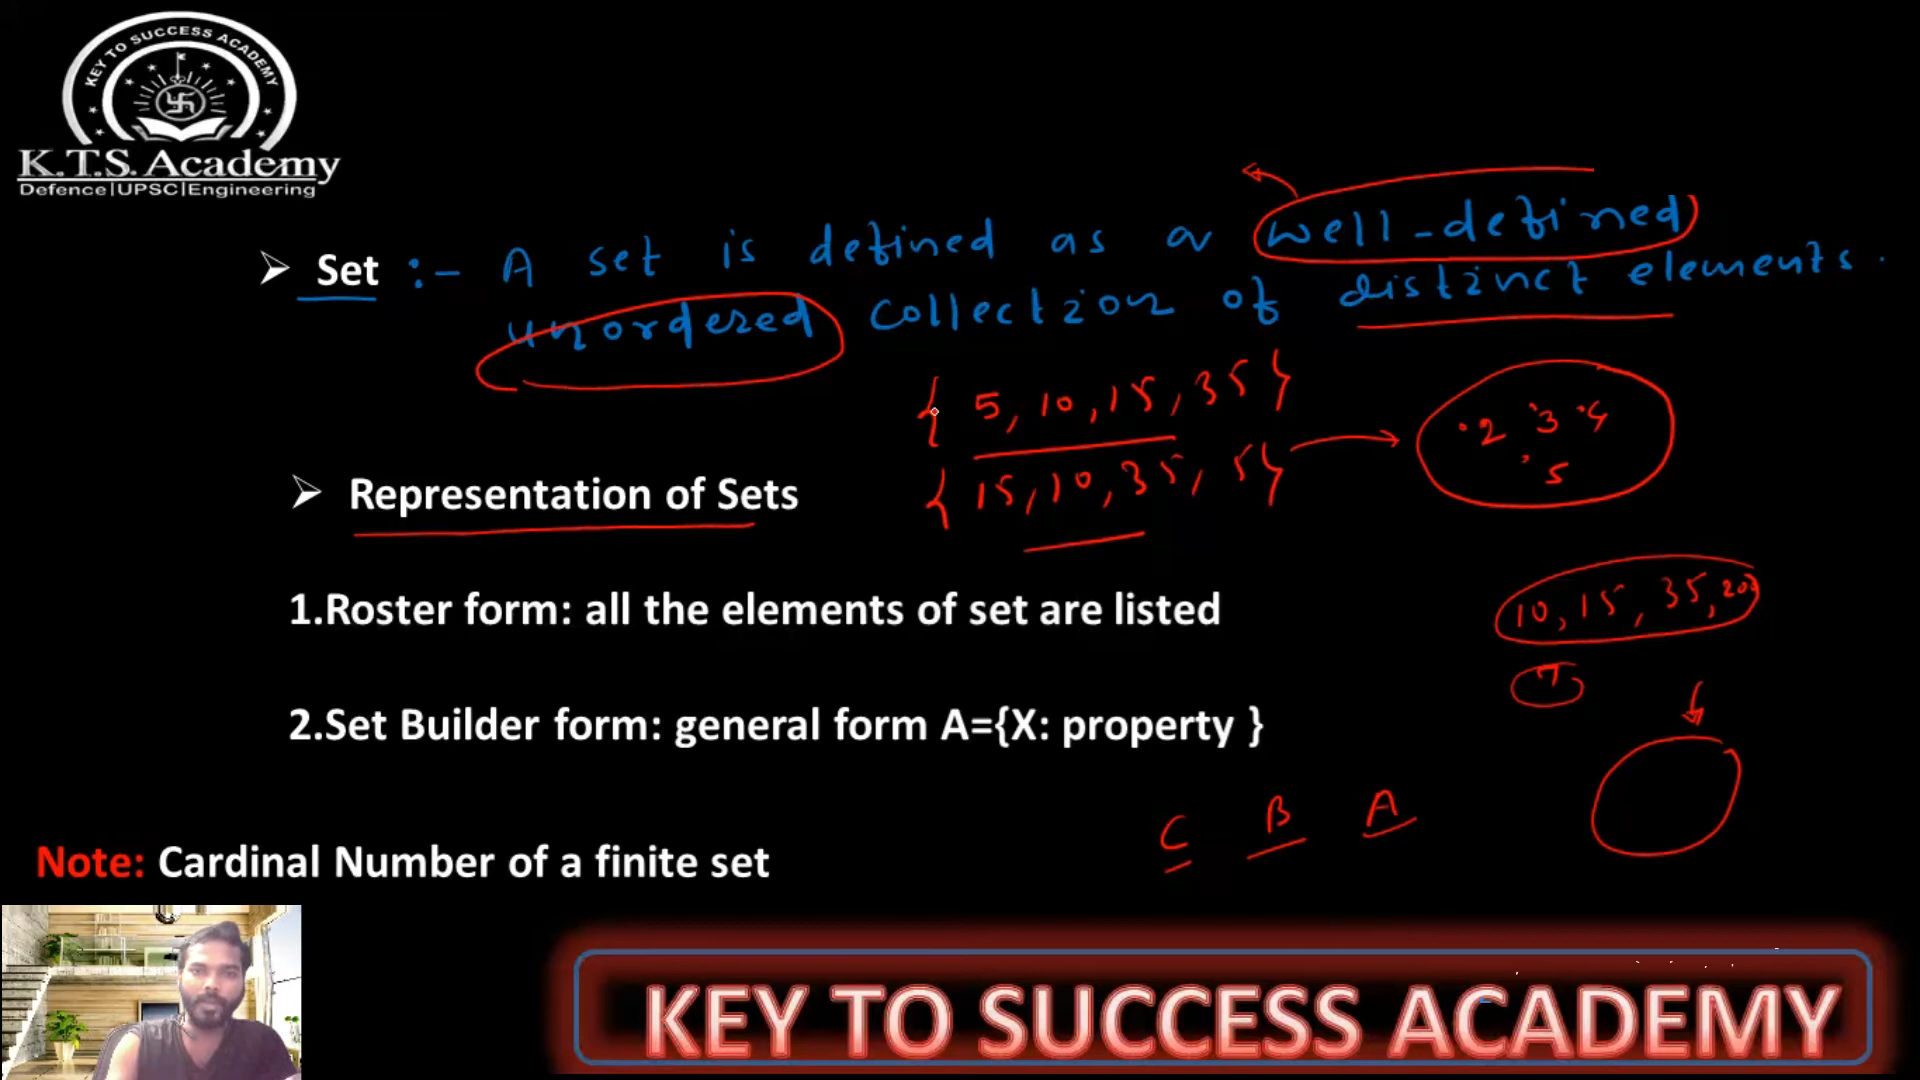 KEY TO SUCCESS ACADEMY
K.T.S. Academy
Defence|UPSC|Engineering
Set :- A set is defined as a well-defined
unordered collection of distinct elements.
{ 5, 10, 15, 35 }
{ 15, 10, 35, 5 }
2 3 4
5
Representation of Sets
1.Roster form: all the elements of set are listed
10, 15, 35, 20
7
2.Set Builder form: general form A={X: property }
C B A
Note: Cardinal Number of a finite set
KEY TO SUCCESS ACADEMY